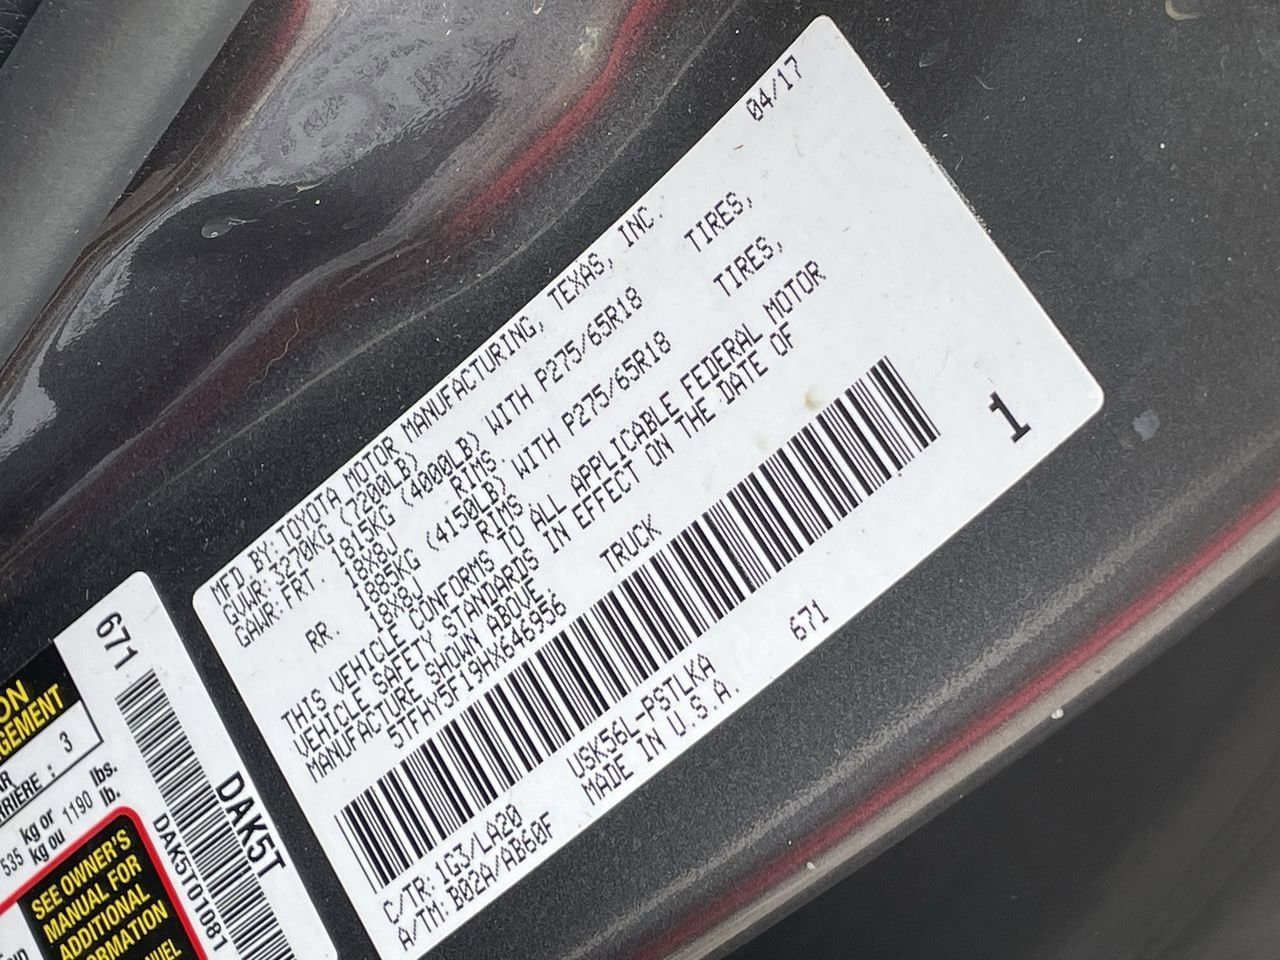 04/17
MFD BY: TOYOTA MOTOR MANUFACTURING, TEXAS, INC.
GVWR: 3270KG (7200LB)
GAWR: FRT. 1815KG (4000LB) WITH P275/65R18 TIRES,
18X8J RIMS
RR. 1885KG (4150LB) WITH P275/65R18 TIRES,
18X8J RIMS
THIS VEHICLE CONFORMS TO ALL APPLICABLE FEDERAL MOTOR
VEHICLE SAFETY STANDARDS IN EFFECT ON THE DATE OF
MANUFACTURE SHOWN ABOVE
5TFHY5F19HX646956 TRUCK
1
671
C/TR: 1G3/LA20 USK56L-PSTLKA
A/TM: B02A/AB60F MADE IN U.S.A.
671
DAK5T
DAK5T01081
3
535 kg or 1190 lbs.
kg ou lb.
SEE OWNER'S
MANUAL FOR
ADDITIONAL